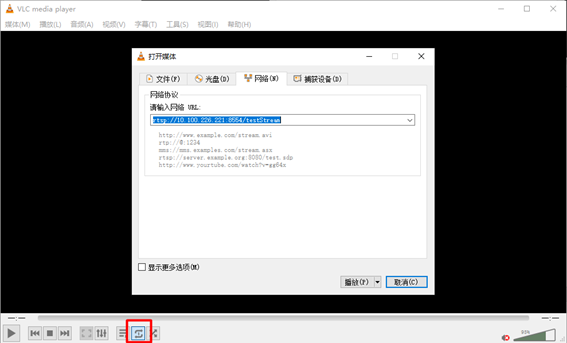 VLC media player
媒体(M) 播放(L) 音频(A) 视频(V) 字幕(T) 工具(S) 视图(I) 帮助(H)
打开媒体
文件(F) 光盘(D) 网络(N) 捕获设备(D)
网络协议
请输入网络 URL:
rtsp://10.100.226.221:8554/testStream
http://www.example.com/stream.avi
rtp://@:1234
mms://mms.examples.com/stream.asx
rtsp://server.example.org:8080/test.sdp
http://www.yourtube.com/watch?v=gg64x
显示更多选项(M)
播放(P) 取消(C)
--:-- --:--